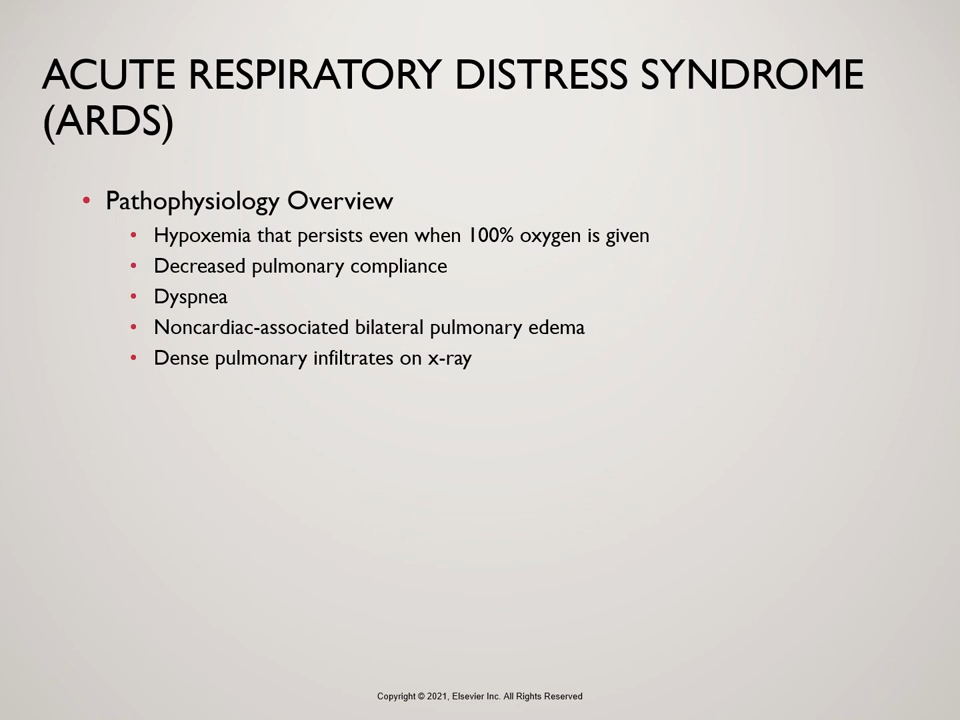 ACUTE RESPIRATORY DISTRESS SYNDROME
(ARDS)
• Pathophysiology Overview
• Hypoxemia that persists even when 100% oxygen is given
• Decreased pulmonary compliance
• Dyspnea
• Noncardiac-associated bilateral pulmonary edema
• Dense pulmonary infiltrates on x-ray
Copyright © 2021, Elsevier Inc. All Rights Reserved